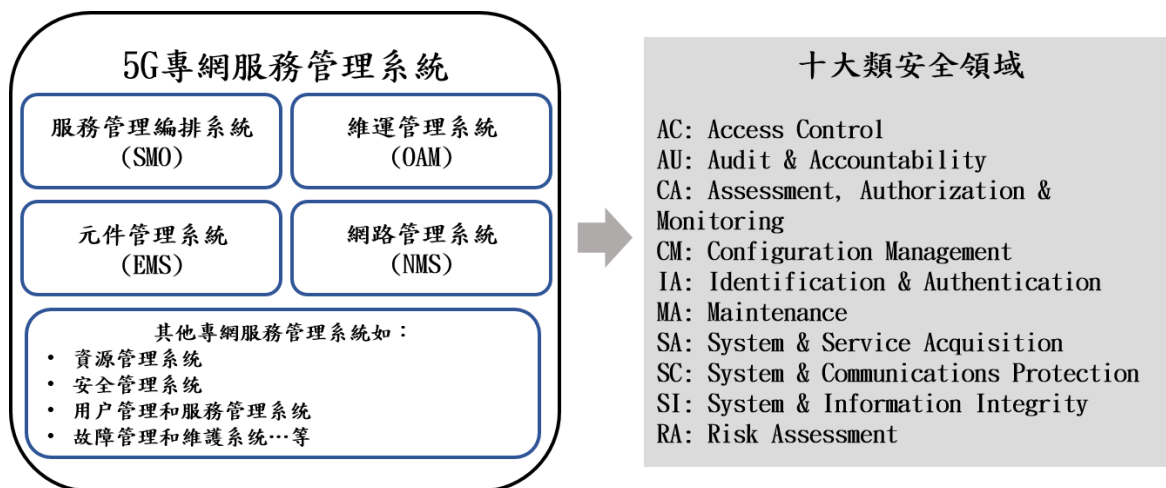 5G專網服務管理系統
服務管理編排系統
(SMO)
維運管理系統
(OAM)
元件管理系統
(EMS)
網路管理系統
(NMS)
其他專網服務管理系統如：
• 資源管理系统
• 安全管理系统
• 用户管理和服務管理系統
• 故障管理和維護系統…等
十大類安全領域
AC: Access Control
AU: Audit & Accountability
CA: Assessment, Authorization &
Monitoring
CM: Configuration Management
IA: Identification & Authentication
MA: Maintenance
SA: System & Service Acquisition
SC: System & Communications Protection
SI: System & Information Integrity
RA: Risk Assessment